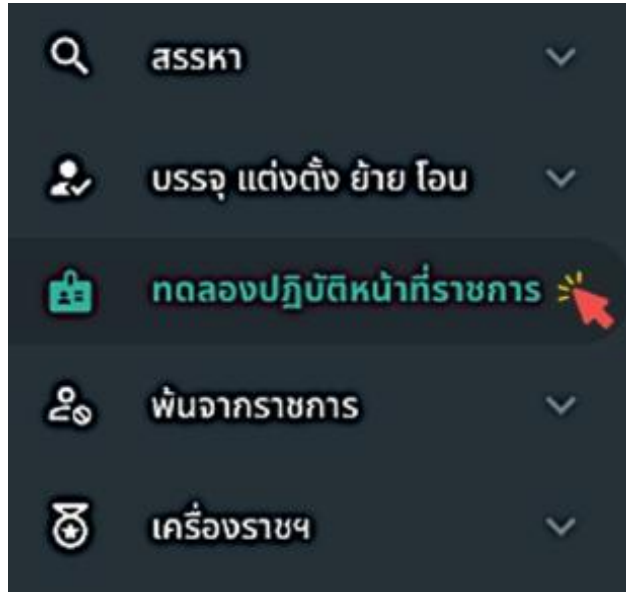 สรรหา
บรรจุ แต่งตั้ง ย้าย โอน
ทดลองปฏิบัติหน้าที่ราชการ
พ้นจากราชการ
เครื่องราชฯ